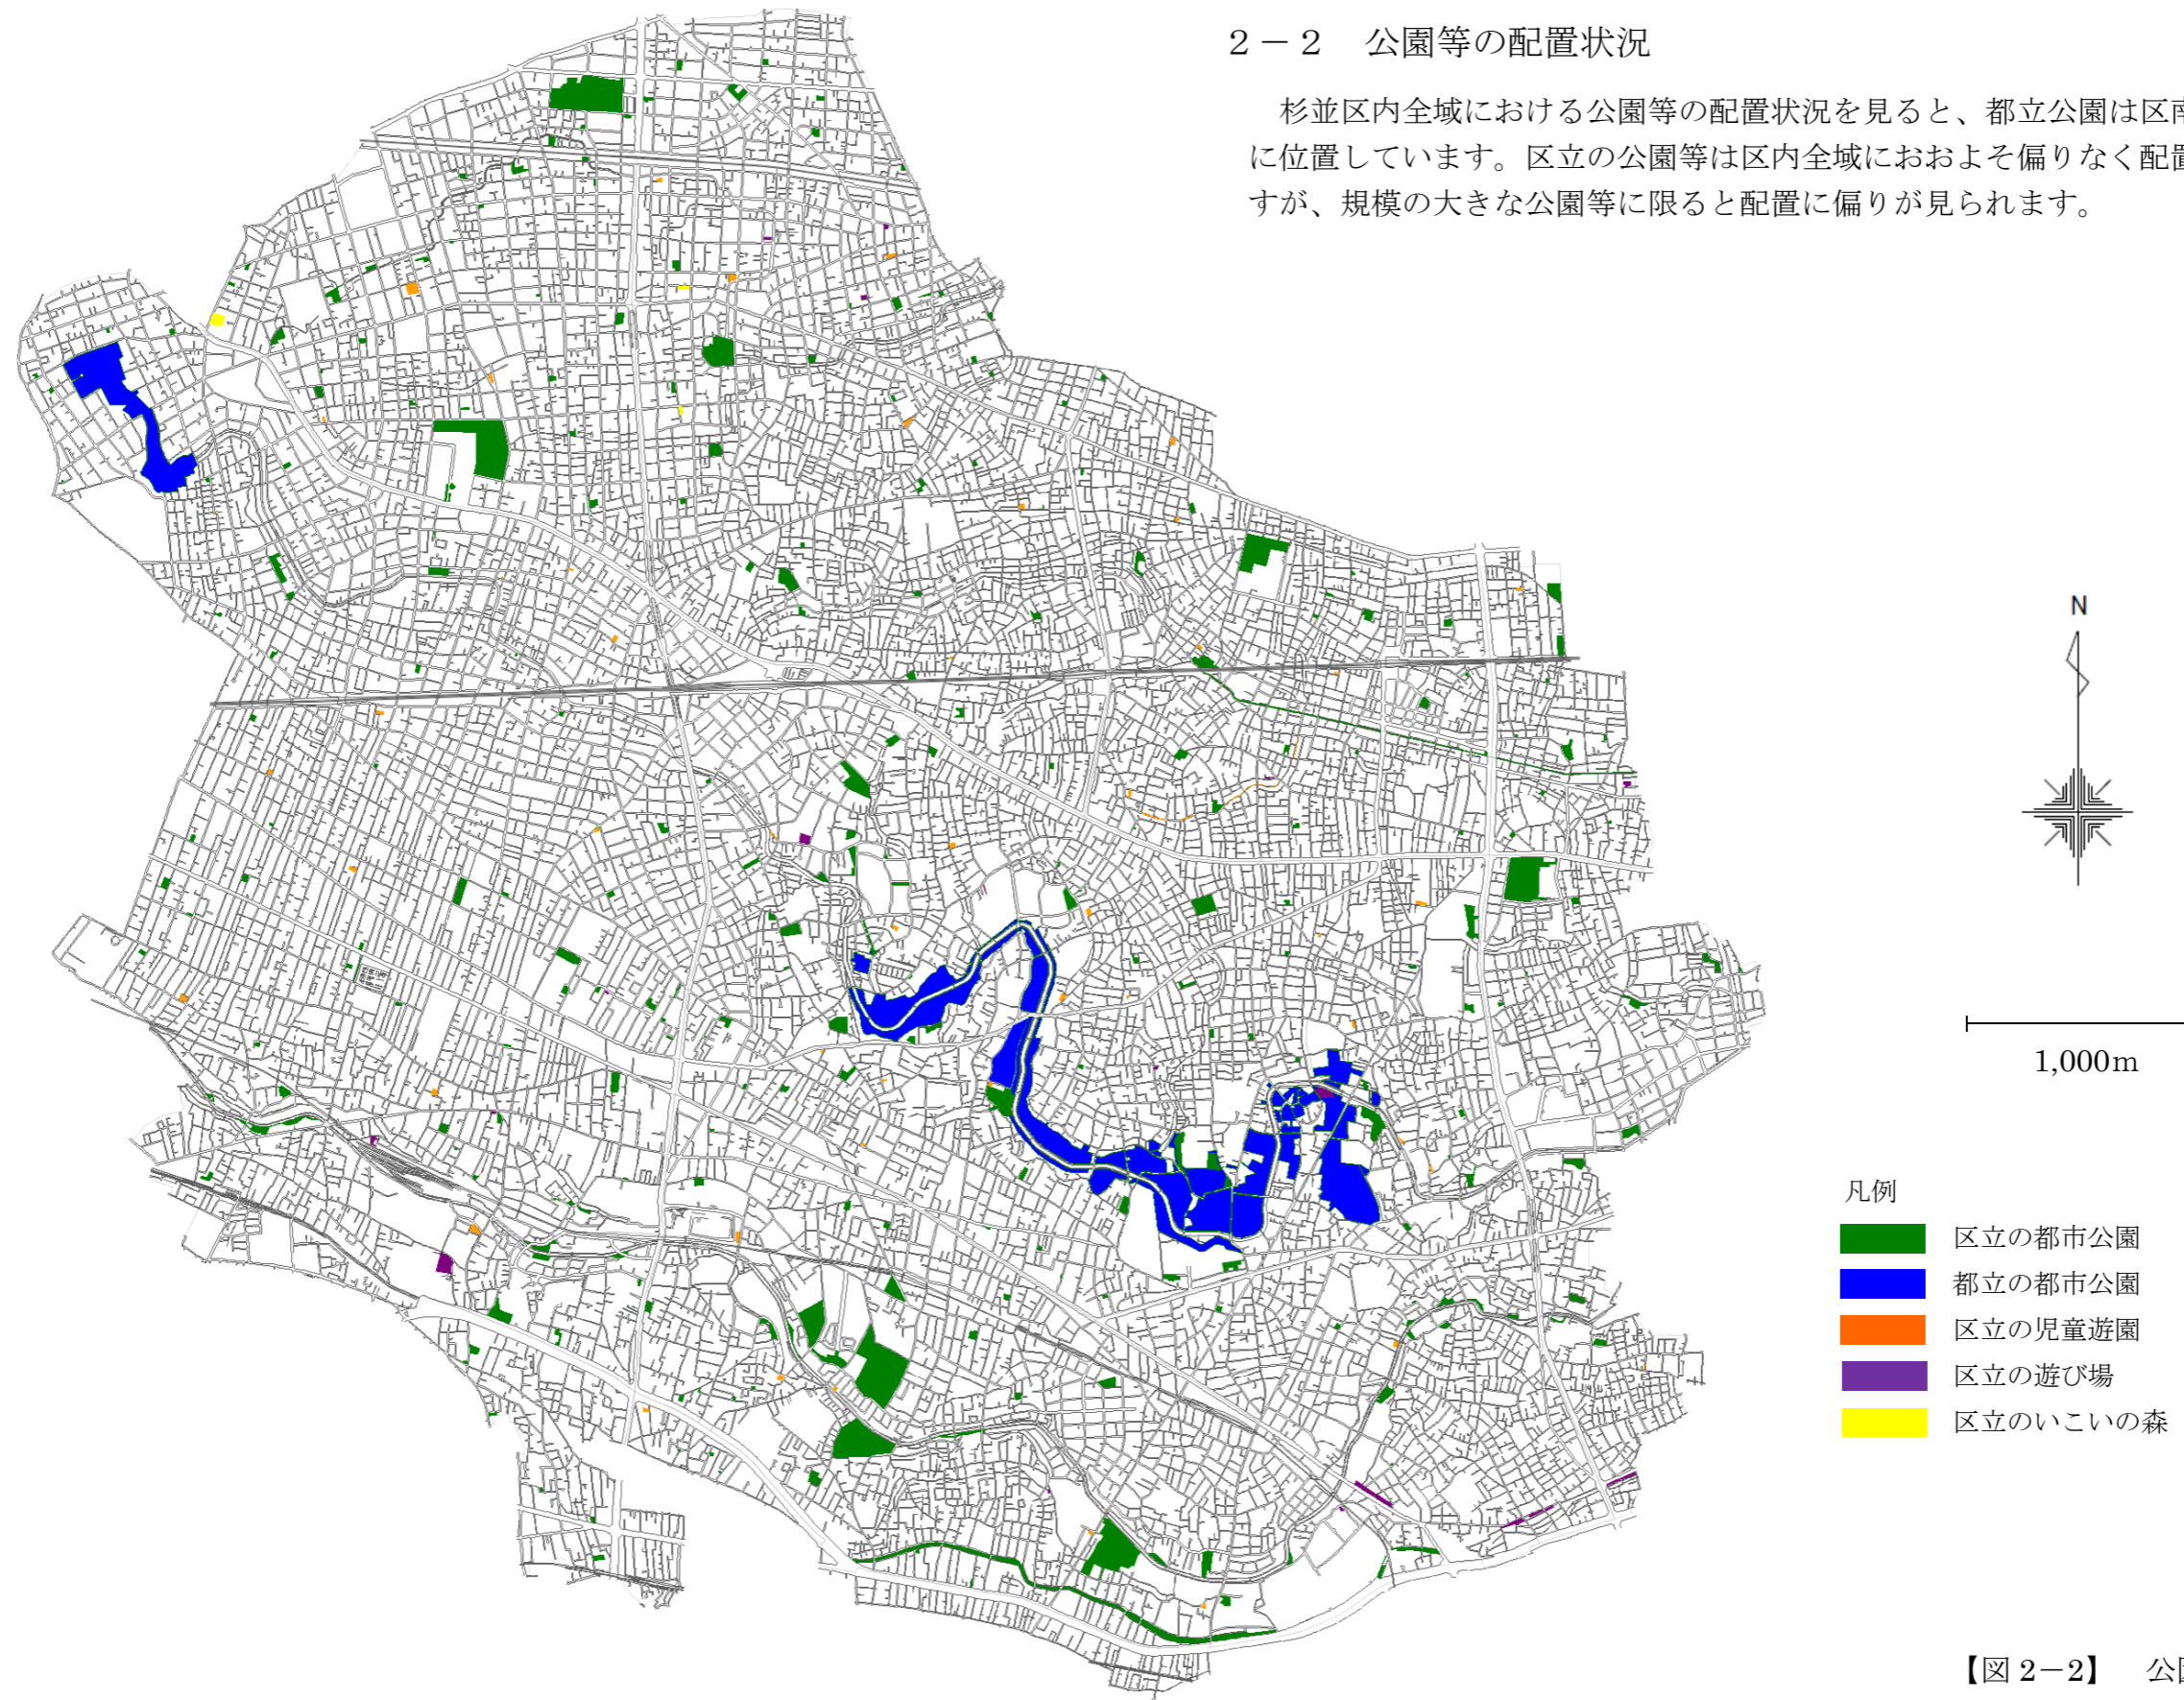 ２－２　公園等の配置状況
杉並区内全域における公園等の配置状況を見ると、都立公園は区南
に位置しています。区立の公園等は区内全域におおよそ偏りなく配置
すが、規模の大きな公園等に限ると配置に偏りが見られます。
N
1,000m
凡例
区立の都市公園
都立の都市公園
区立の児童遊園
区立の遊び場
区立のいこいの森
【図 2－2】　公園